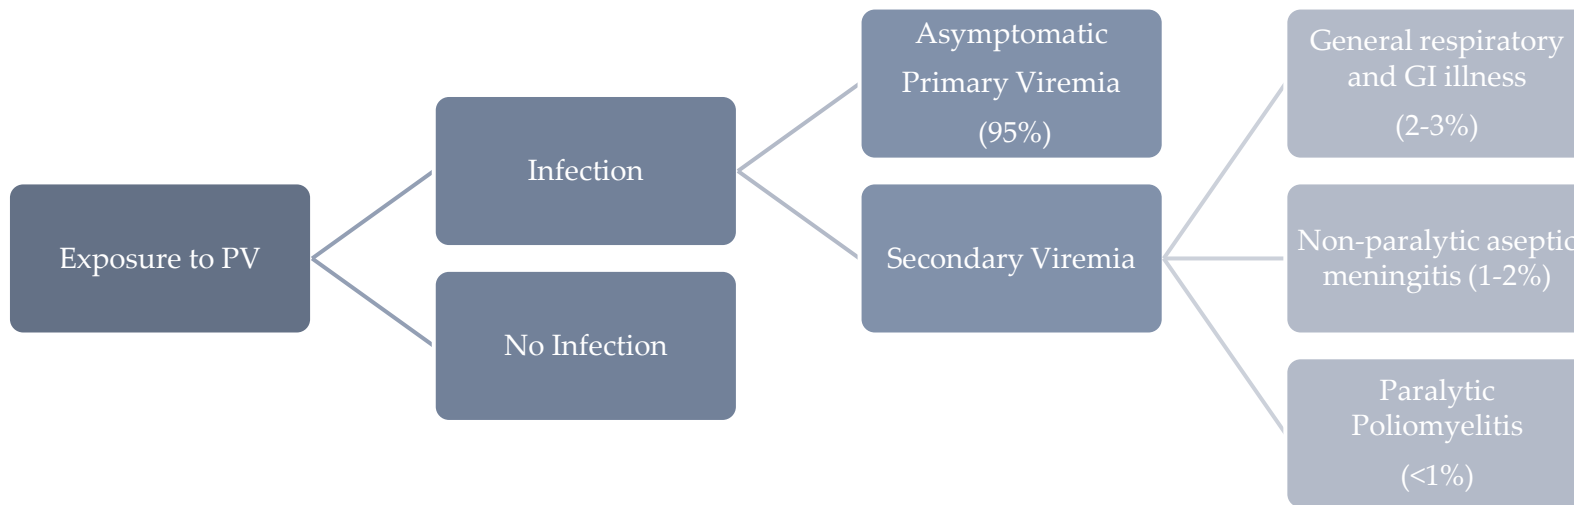 Exposure to PV
Infection
No Infection
Asymptomatic
Primary Viremia
(95%)
Secondary Viremia
General respiratory
and GI illness
(2-3%)
Non-paralytic aseptic
meningitis (1-2%)
Paralytic
Poliomyelitis
(<1%)